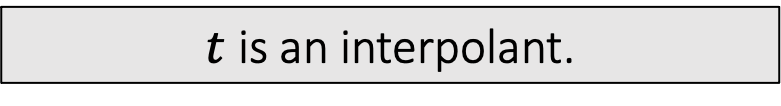 t is an interpolant.